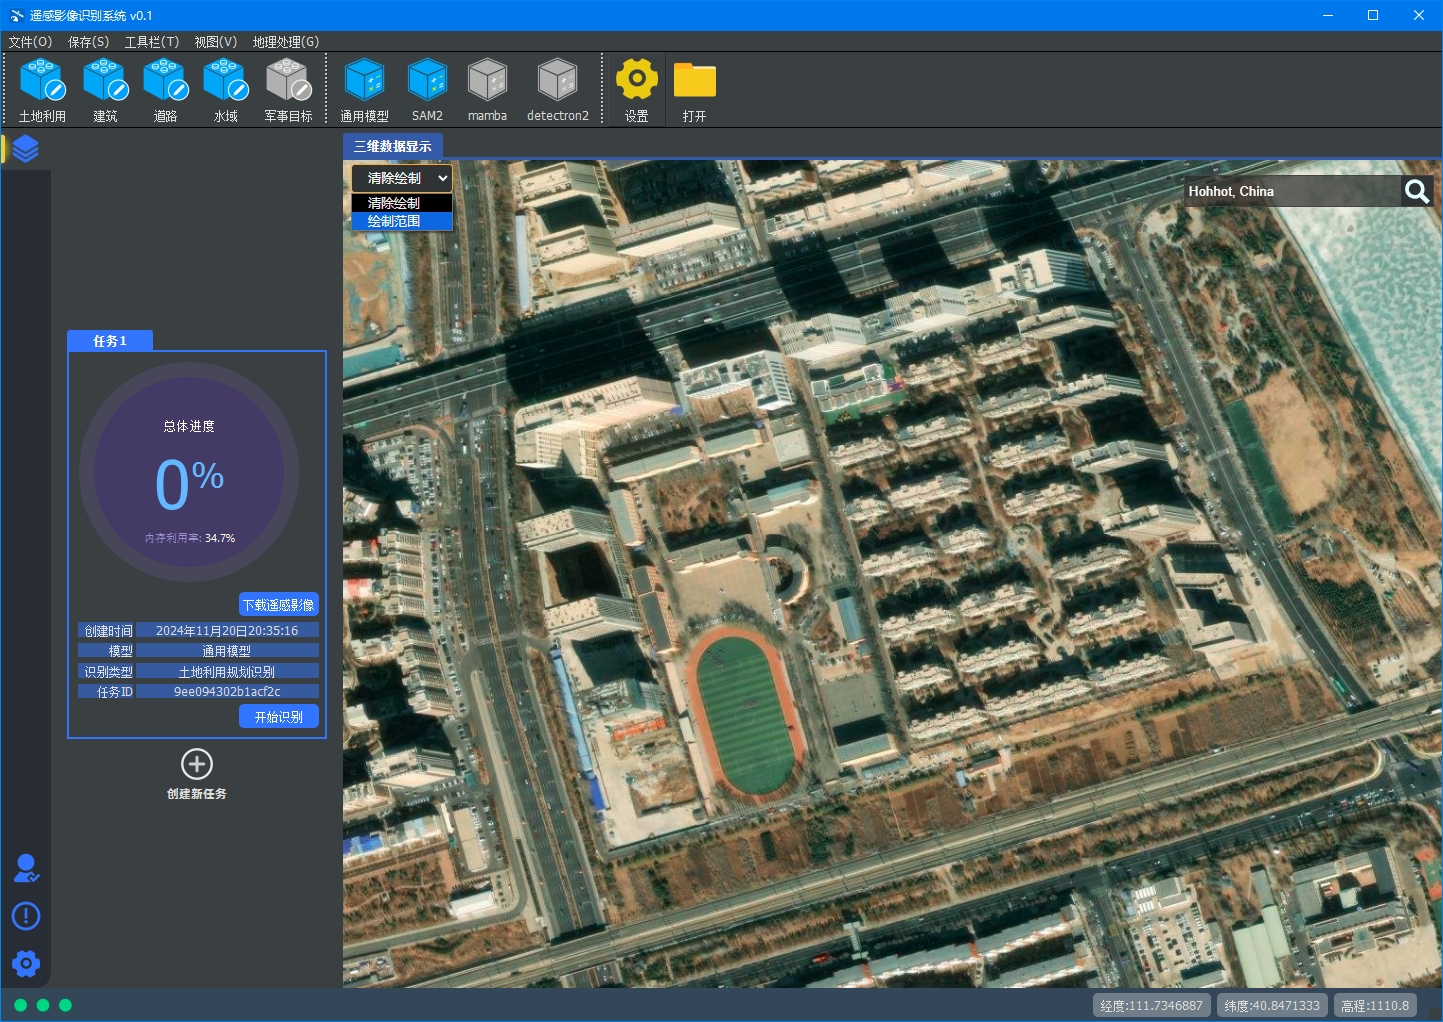 遥感影像识别系统 v0.1
文件(O) 保存(S) 工具栏(T) 视图(V) 地理处理(G)
土地利用 建筑 道路 水域 军事目标 通用模型 SAM2 mamba detectron2 设置 打开
三维数据显示
清除绘制
清除绘制
绘制范围
Hohhot, China
任务1
总体进度
0%
内存利用率: 34.7%
下载遥感影像
创建时间 2024年11月20日20:35:16
模型 通用模型
识别类型 土地利用规划识别
任务ID 9ee094302b1acf2c
开始识别
创建新任务
经度:111.7346887 纬度:40.8471333 高程:1110.8